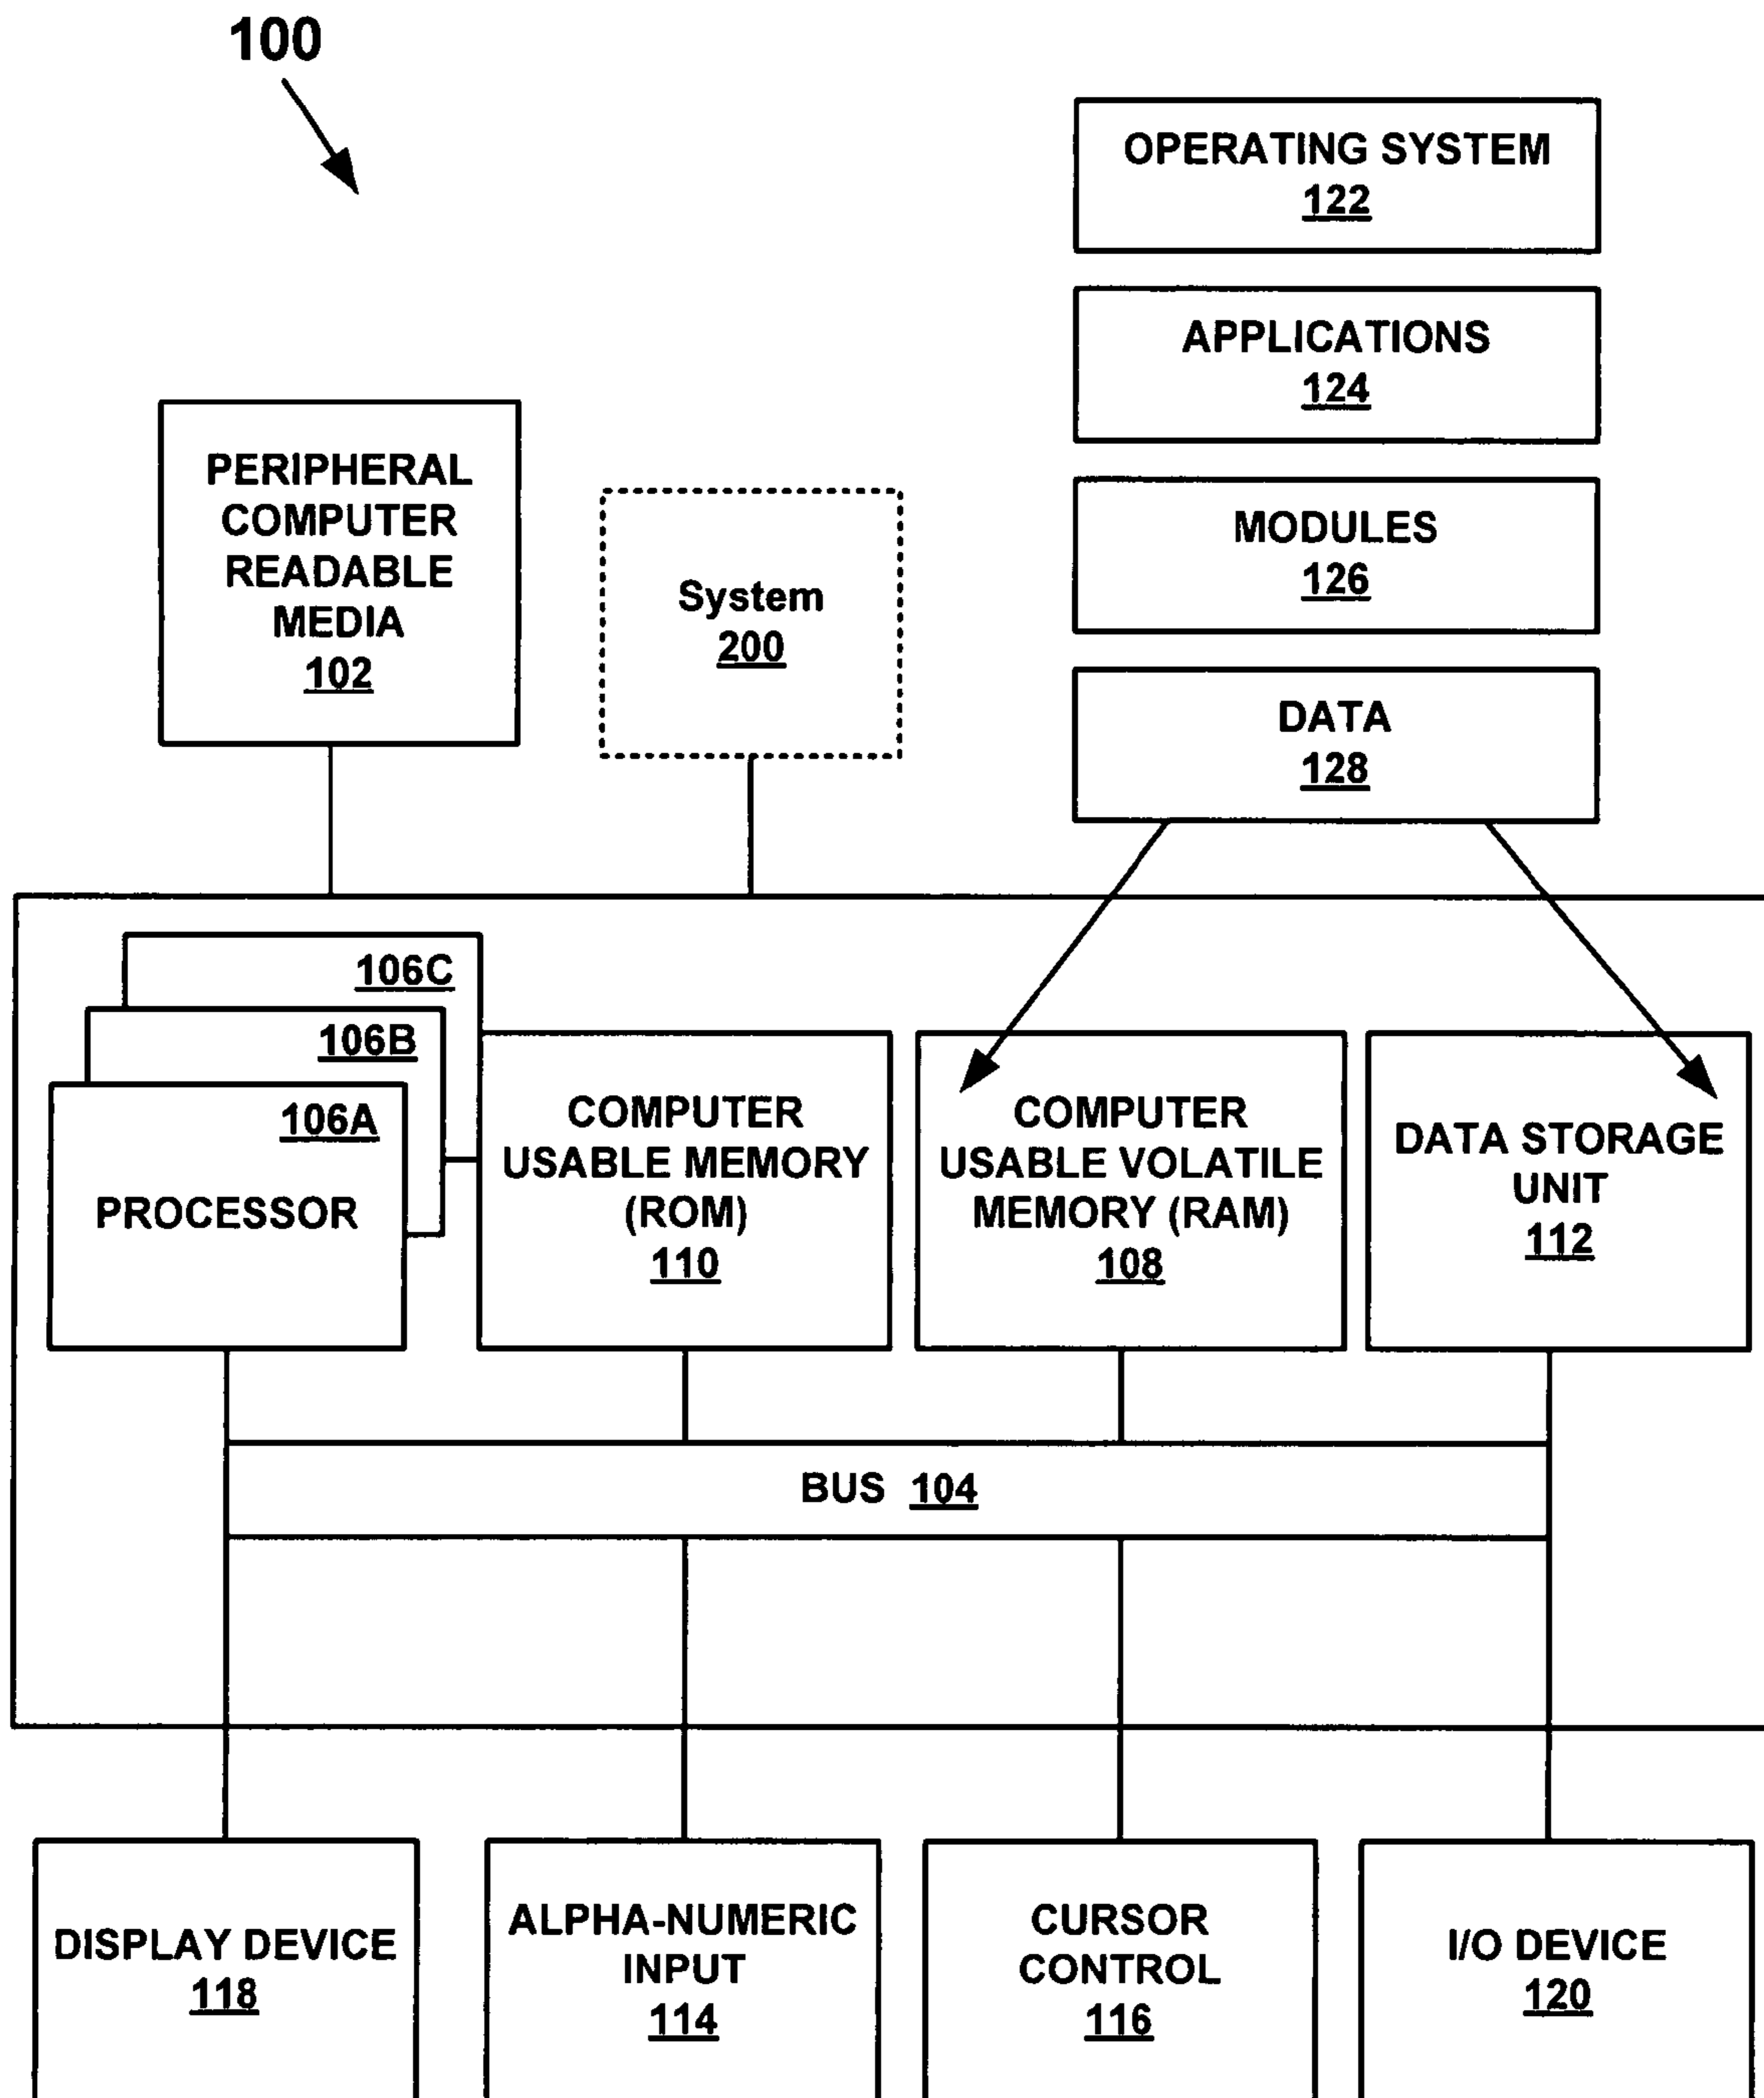 100
OPERATING SYSTEM
122
APPLICATIONS
124
PERIPHERAL
COMPUTER
READABLE
MEDIA
102
System
200
MODULES
126
DATA
128
106C
106B
106A
PROCESSOR
COMPUTER
USABLE MEMORY
(ROM)
110
COMPUTER
USABLE VOLATILE
MEMORY (RAM)
108
DATA STORAGE
UNIT
112
BUS 104
DISPLAY DEVICE
118
ALPHA-NUMERIC
INPUT
114
CURSOR
CONTROL
116
I/O DEVICE
120